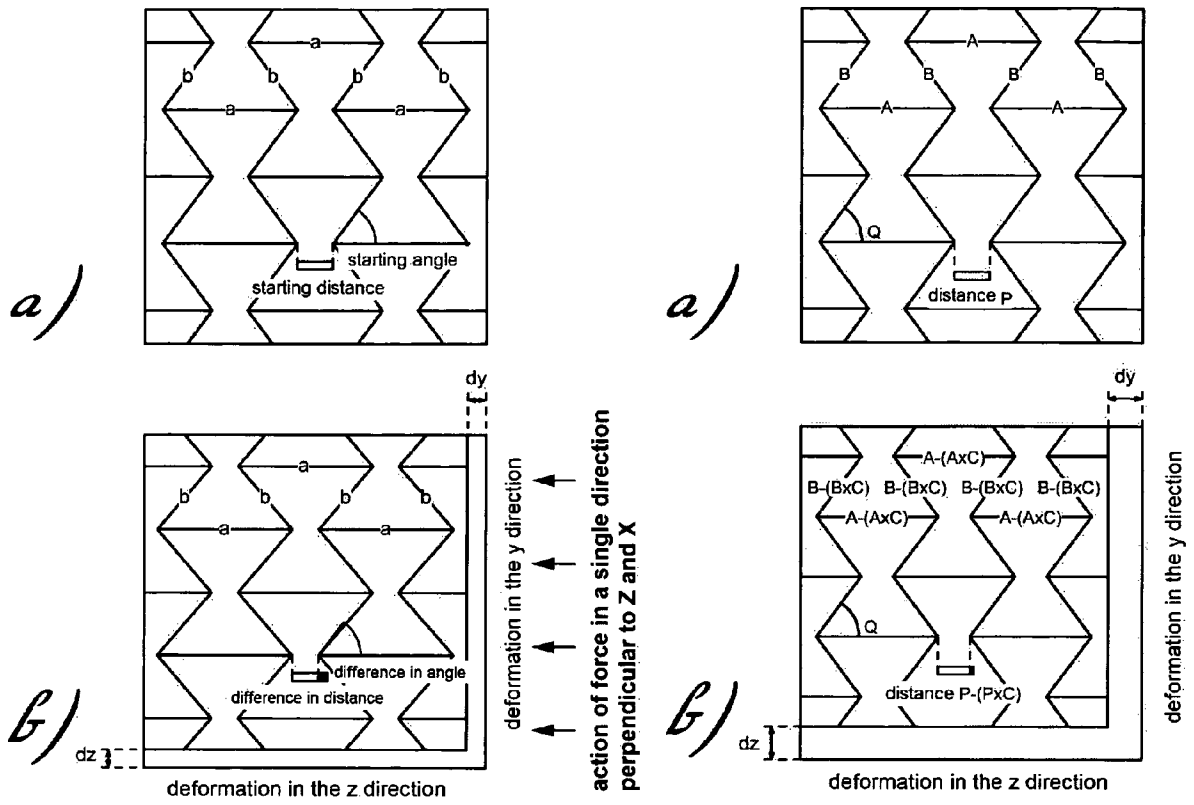 a
b b b b
a a
starting angle
starting distance
a)
A
B B B B
A A
Q
distance P
a)
dy
a
b b b b
a a
difference in angle
difference in distance
b)
dz
deformation in the z direction
deformation in the y direction
action of force in a single direction
perpendicular to Z and X
dy
A-(AxC)
B-(BxC) B-(BxC) B-(BxC) B-(BxC)
A-(AxC) A-(AxC)
Q
distance P-(PxC)
b)
dz
deformation in the z direction
deformation in the y direction